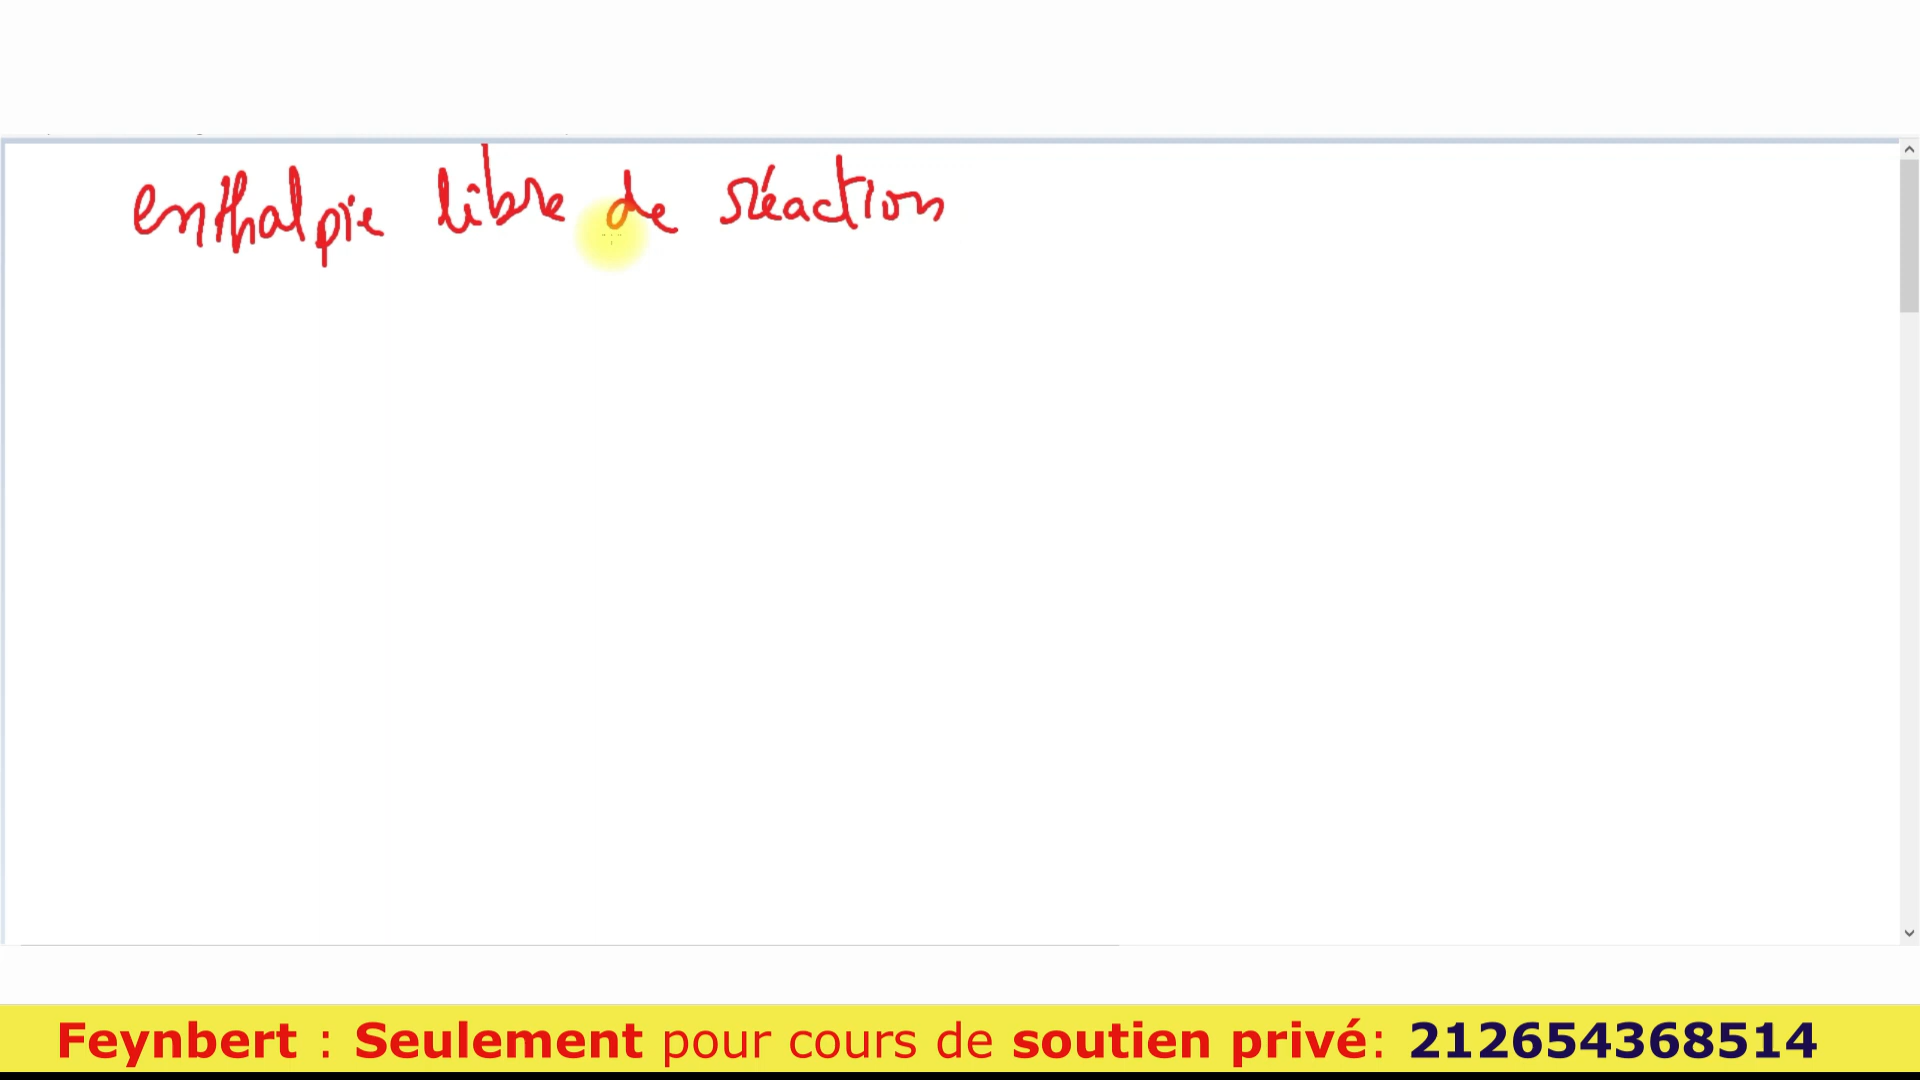 enthalpie libre de réaction
Feynbert : Seulement pour cours de soutien privé: 212654368514